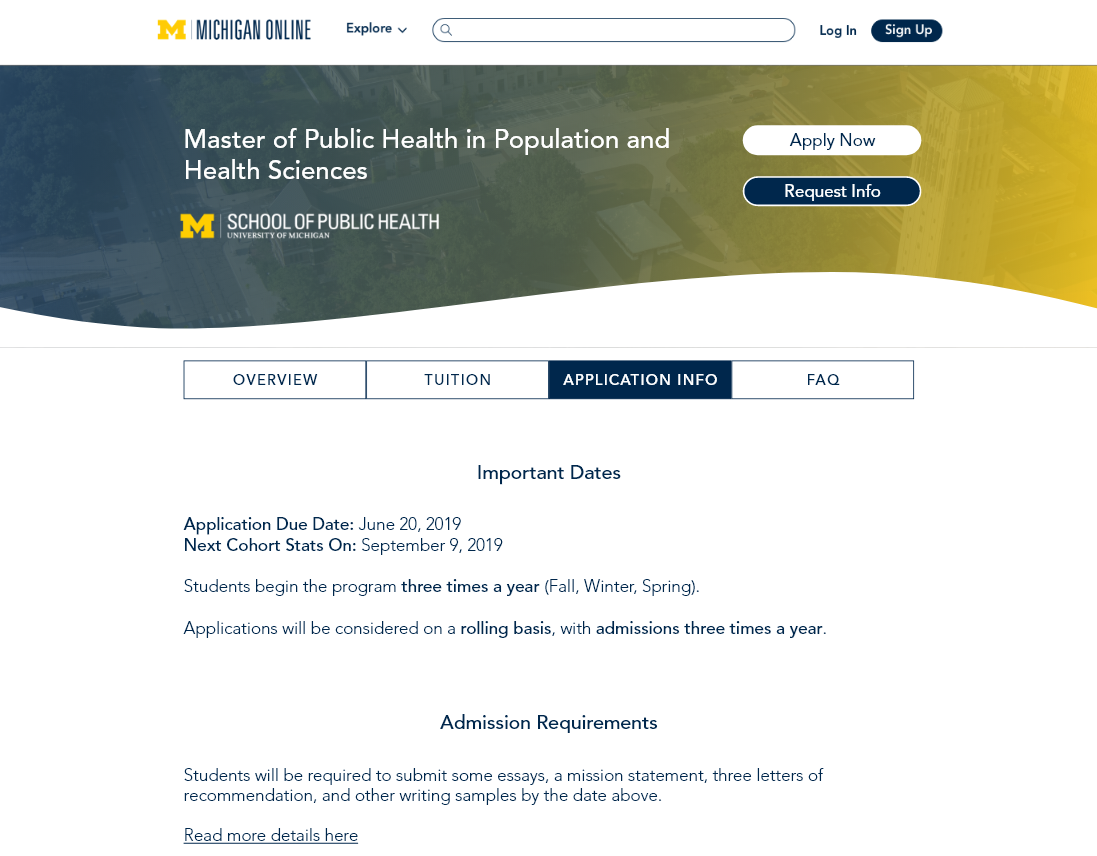 M MICHIGAN ONLINE
Explore
Log In
Sign Up
Master of Public Health in Population and
Health Sciences
Apply Now
Request Info
M SCHOOL OF PUBLIC HEALTH
UNIVERSITY OF MICHIGAN
OVERVIEW
TUITION
APPLICATION INFO
FAQ
Important Dates
Application Due Date: June 20, 2019
Next Cohort Stats On: September 9, 2019
Students begin the program three times a year (Fall, Winter, Spring).
Applications will be considered on a rolling basis, with admissions three times a year.
Admission Requirements
Students will be required to submit some essays, a mission statement, three letters of
recommendation, and other writing samples by the date above.
Read more details here